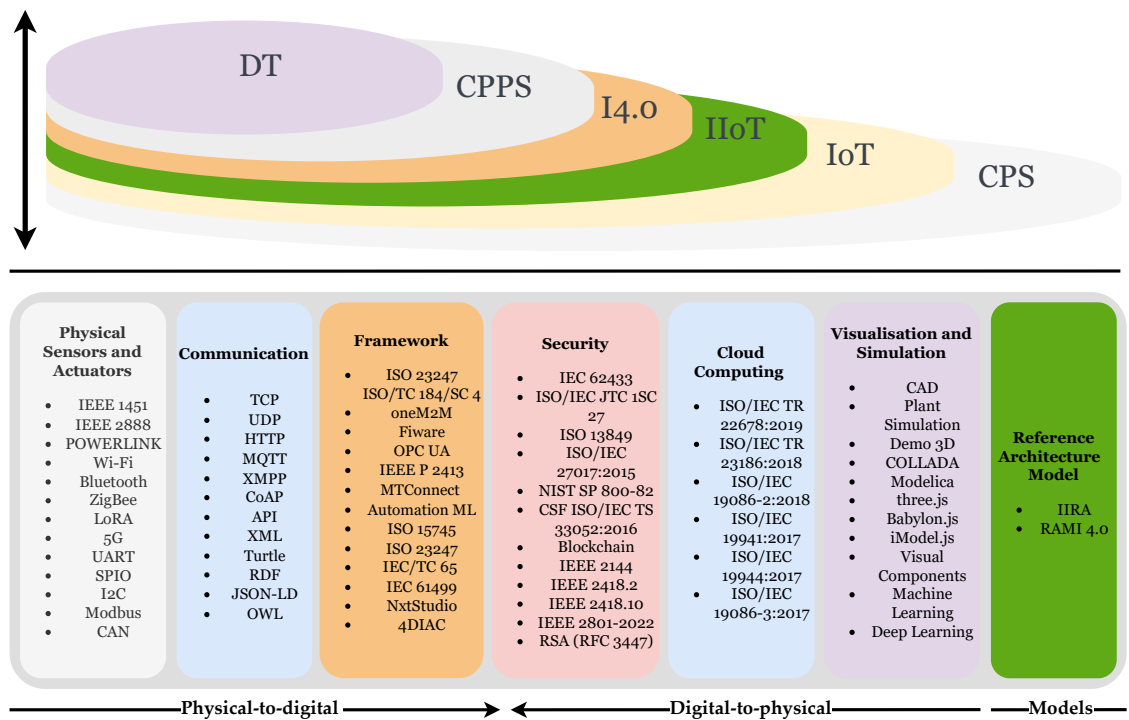 DT
CPPS
I4.0
IIoT
IoT
CPS
Physical
Sensors and
Actuators
IEEE 1451
IEEE 2888
POWERLINK
Wi-Fi
Bluetooth
ZigBee
LoRA
5G
UART
SPIO
I2C
Modbus
CAN
Communication
TCP
UDP
HTTP
MQTT
XMPP
CoAP
API
XML
Turtle
RDF
JSON-LD
OWL
Framework
ISO 23247
ISO/TC 184/SC 4
oneM2M
Fiware
OPC UA
IEEE P 2413
MTConnect
Automation ML
ISO 15745
ISO 23247
IEC/TC 65
IEC 61499
NxtStudio
4DIAC
Security
IEC 62433
ISO/IEC JTC 1SC
27
ISO 13849
ISO/IEC
27017:2015
NIST SP 800-82
CSF ISO/IEC TS
33052:2016
Blockchain
IEEE 2144
IEEE 2418.2
IEEE 2418.10
IEEE 2801-2022
RSA (RFC 3447)
Cloud
Computing
ISO/IEC TR
22678:2019
ISO/IEC TR
23186:2018
ISO/IEC
19086-2:2018
ISO/IEC
19941:2017
ISO/IEC
19944:2017
ISO/IEC
19086-3:2017
Visualisation and
Simulation
CAD
Plant
Simulation
Demo 3D
COLLADA
Modelica
three.js
Babylon.js
iModel.js
Visual
Components
Machine
Learning
Deep Learning
Reference
Architecture
Model
IIRA
RAMI 4.0
Physical-to-digital
Digital-to-physical
Models